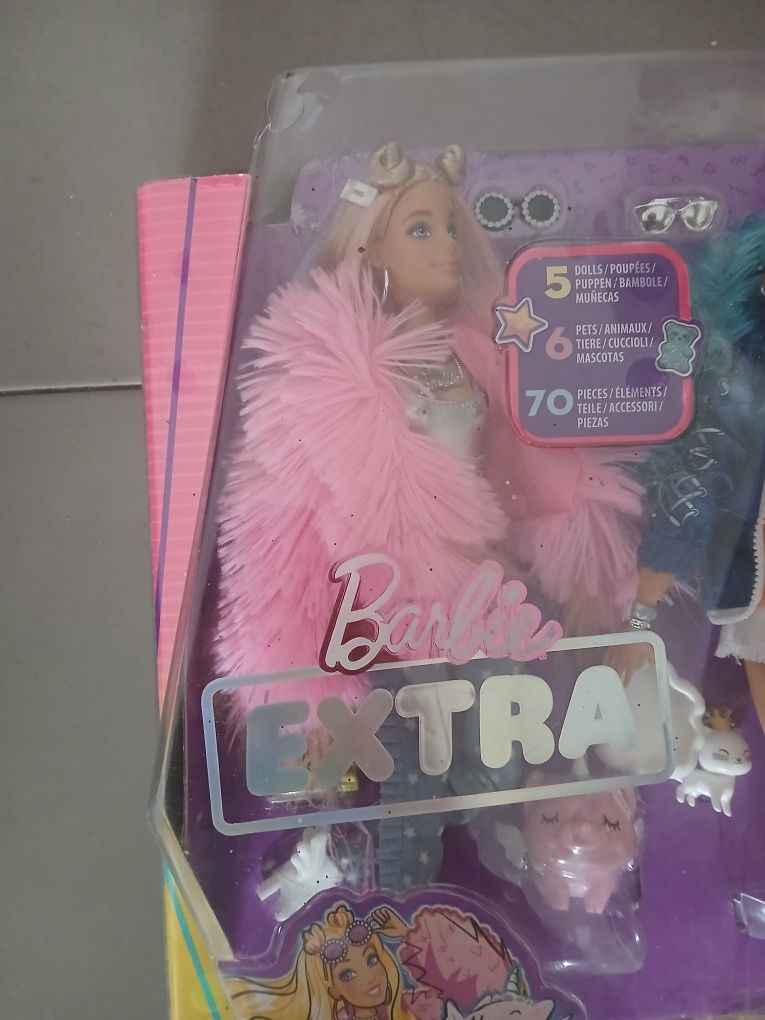 5 DOLLS / POUPÉES /
PUPPEN / BAMBOLE /
MUÑECAS
6 PETS / ANIMAUX /
TIERE / CUCCIOLI /
MASCOTAS
70 PIECES / ÉLÉMENTS /
TEILE / ACCESSORI /
PIEZAS
Barbie
EXTRA